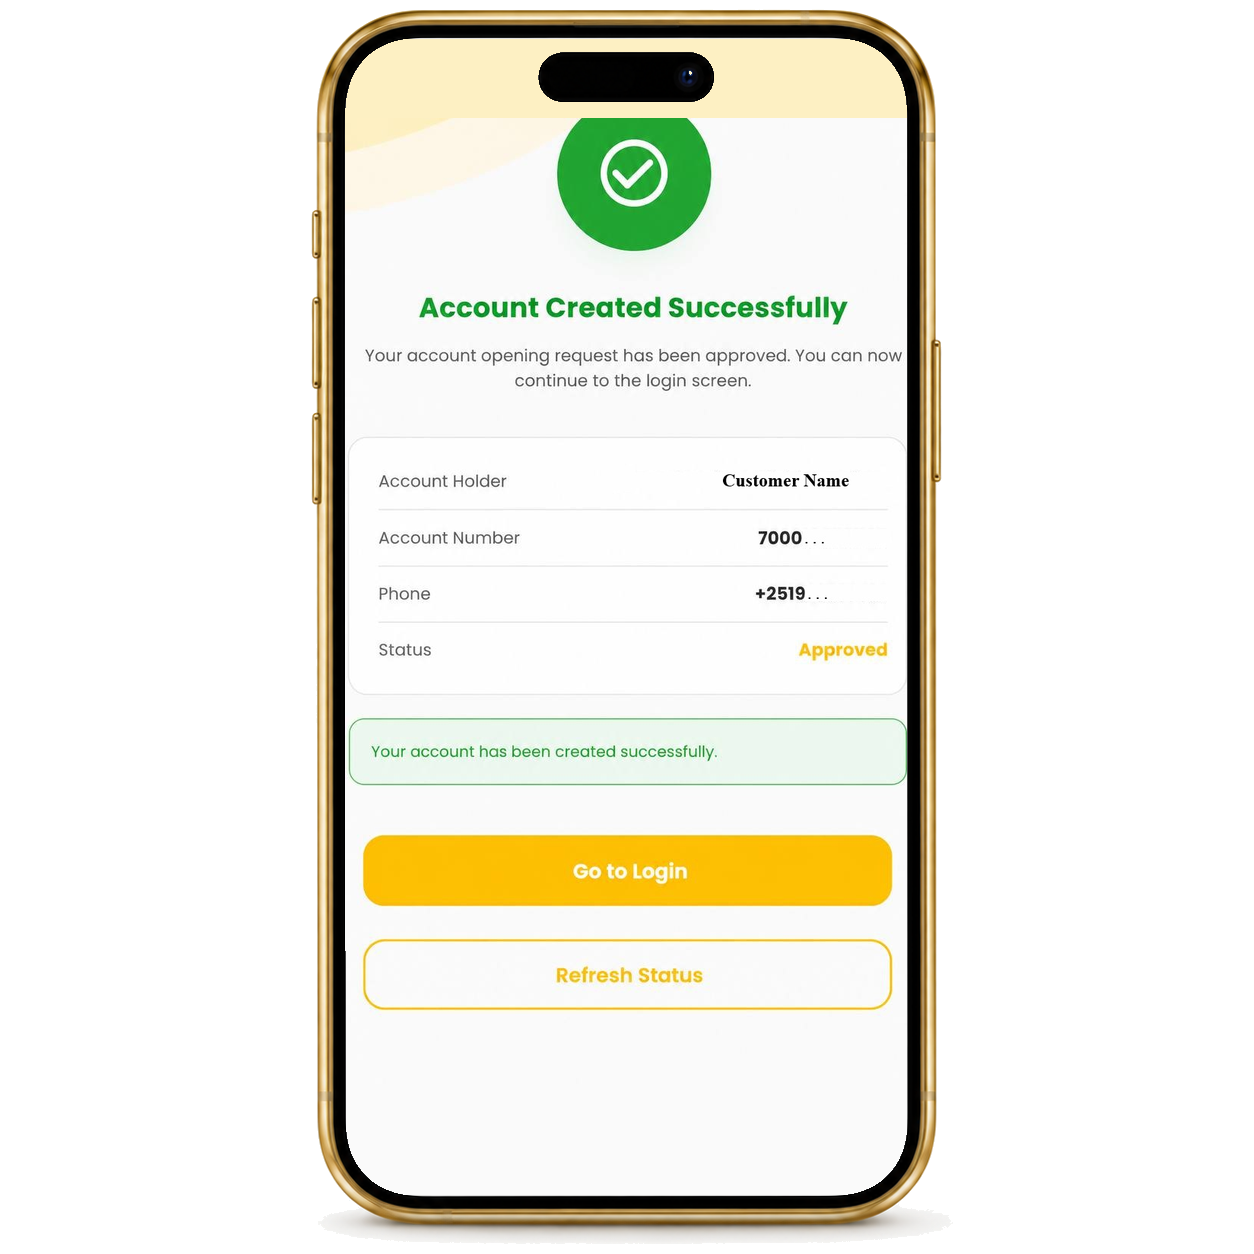 Account Created Successfully
Your account opening request has been approved. You can now
continue to the login screen.
Account Holder Customer Name
Account Number 7000...
Phone +2519...
Status Approved
Your account has been created successfully.
Go to Login
Refresh Status